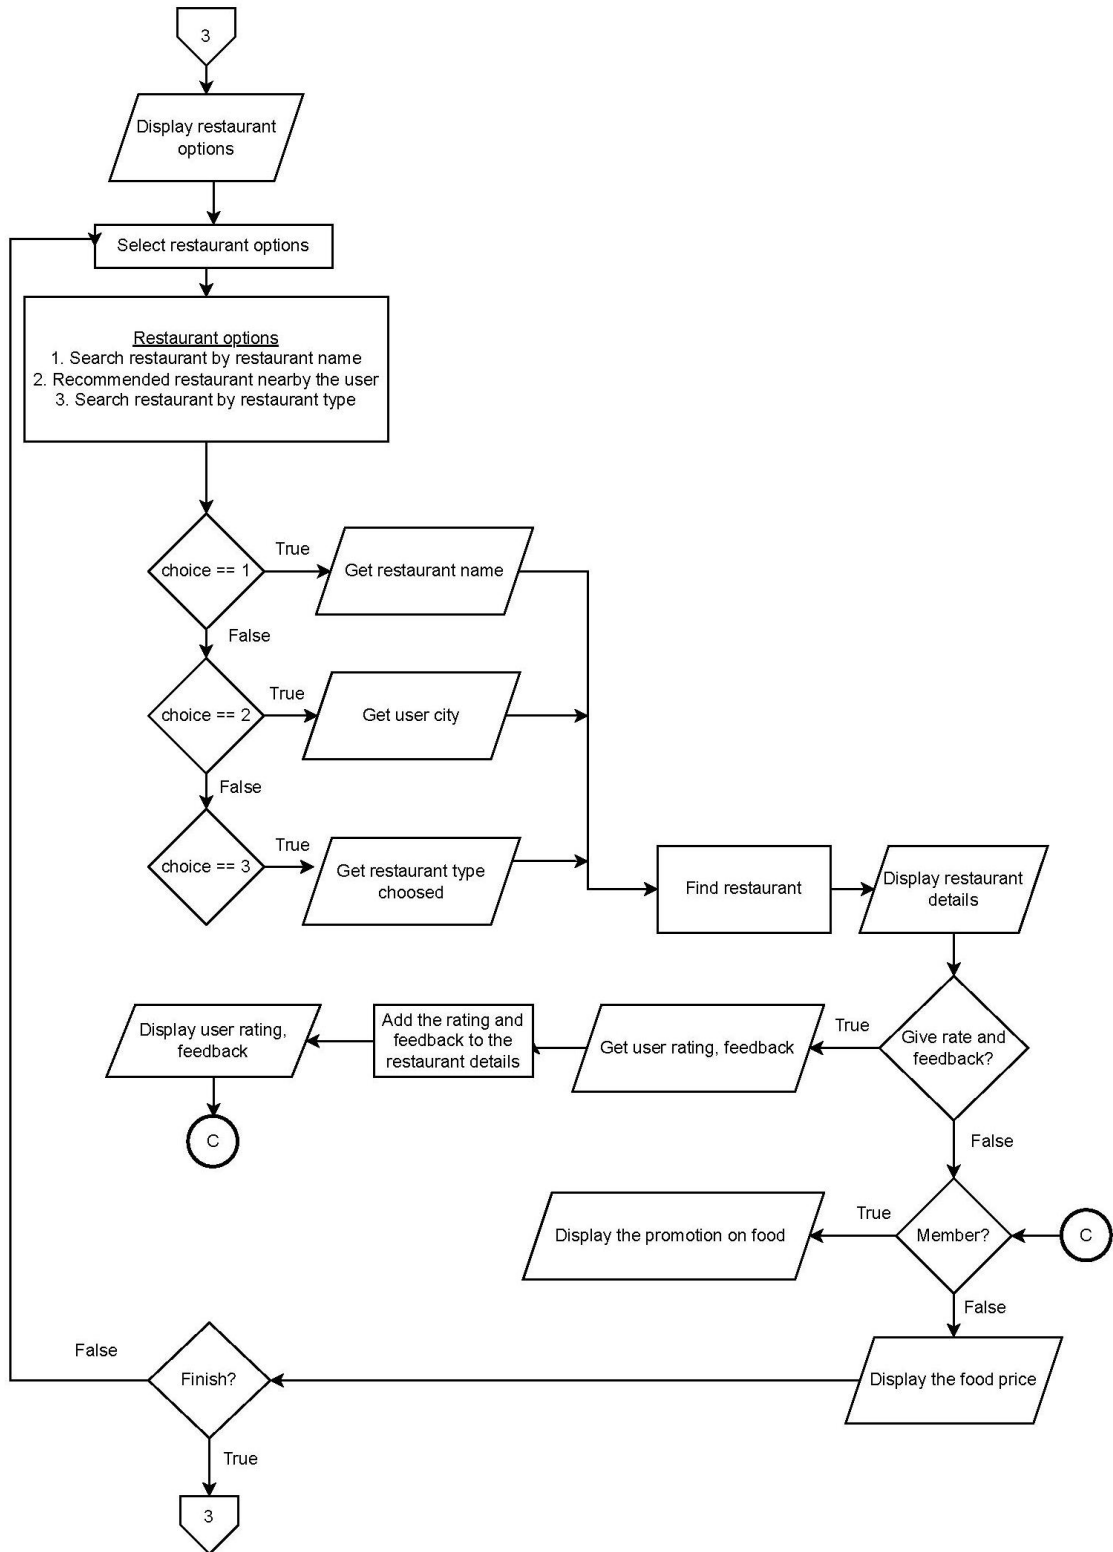 3
Display restaurant
options
Select restaurant options
Restaurant options
1. Search restaurant by restaurant name
2. Recommended restaurant nearby the user
3. Search restaurant by restaurant type
choice == 1
True
Get restaurant name
False
choice == 2
True
Get user city
False
choice == 3
True
Get restaurant type
choosed
Find restaurant
Display restaurant
details
Give rate and
feedback?
True
Get user rating, feedback
Add the rating and
feedback to the
restaurant details
Display user rating,
feedback
C
False
Member?
C
True
Display the promotion on food
False
Display the food price
Finish?
False
True
3